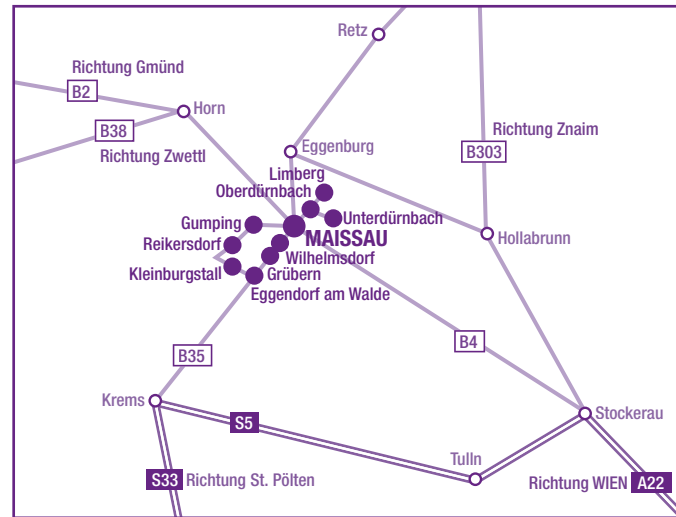 Retz
Richtung Gmünd
B2
Horn
B38
Richtung Zwettl
Richtung Znaim
B303
Eggenburg
Limberg
Oberdürnbach
Unterdürnbach
Gumping
MAISSAU
Hollabrunn
Reikersdorf
Wilhelmsdorf
Kleinburgstall
Grübern
Eggendorf am Walde
B35
B4
Krems
S5
Stockerau
Tulln
S33 Richtung St. Pölten
Richtung WIEN A22